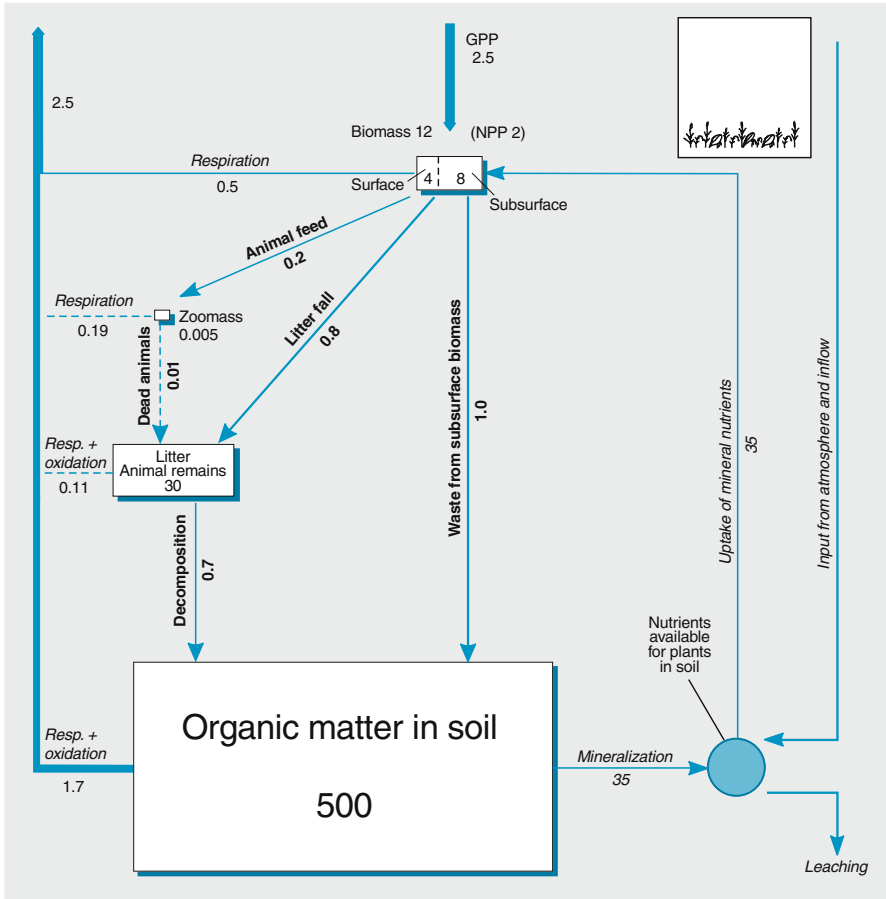 GPP
2.5
2.5
Biomass 12 (NPP 2)
Respiration
0.5
Surface
4 8
Subsurface
Animal feed
0.2
Respiration
0.19
Zoomass
0.005
Litter fall
0.8
Dead animals
0.01
Waste from subsurface biomass
1.0
Uptake of mineral nutrients
35
Input from atmosphere and inflow
Resp. +
oxidation
0.11
Litter
Animal remains
30
Decomposition
0.7
Nutrients
available
for plants
in soil
Organic matter in soil
500
Resp. +
oxidation
1.7
Mineralization
35
Leaching